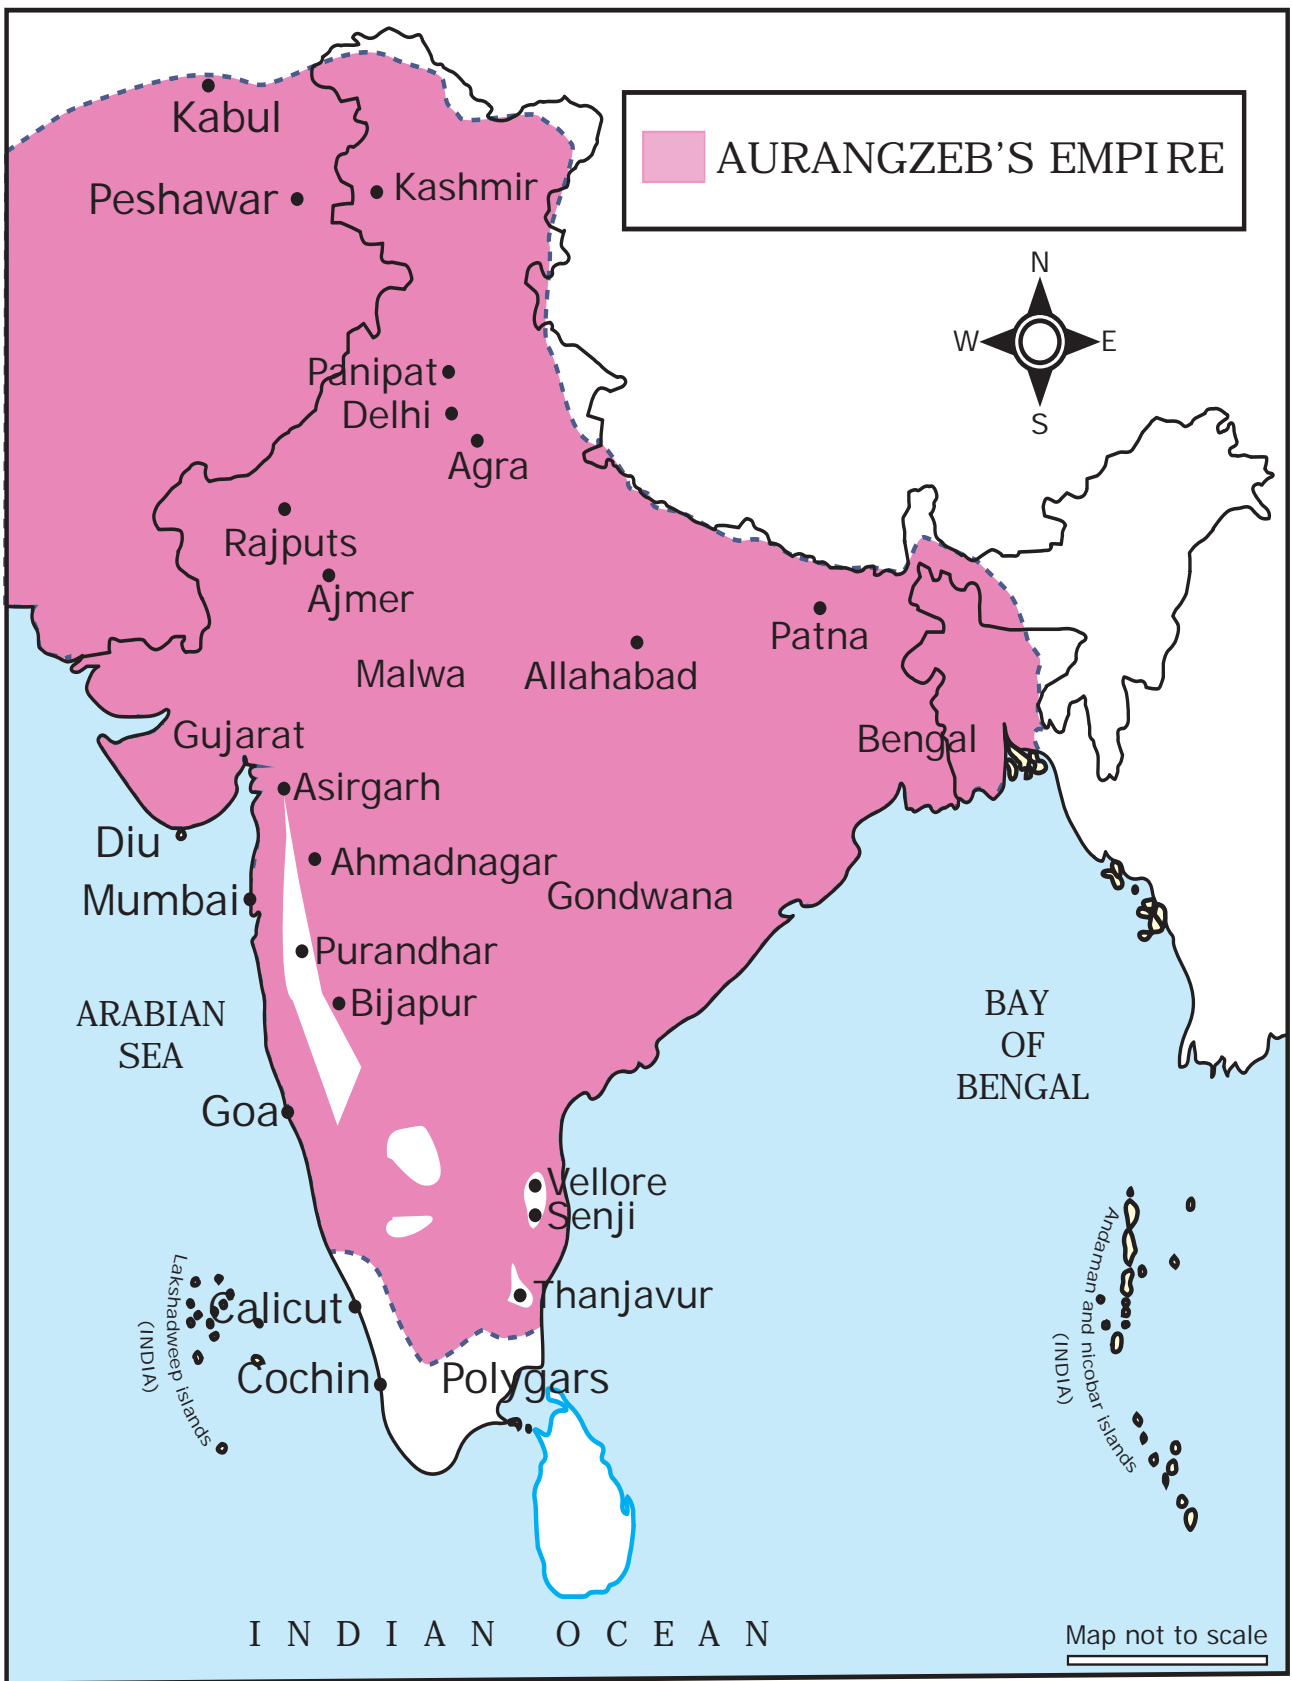 Kabul
AURANGZEB'S EMPIRE
Peshawar
Kashmir
N
W
E
S
Panipat
Delhi
Agra
Rajputs
Ajmer
Patna
Malwa
Allahabad
Gujarat
Bengal
Asirgarh
Diu
Ahmadnagar
Mumbai
Gondwana
Purandhar
Bijapur
ARABIAN
SEA
BAY
OF
BENGAL
Goa
Vellore
Senji
Andaman and nicobar islands
(INDIA)
Lakshadweep islands
(INDIA)
Calicut
Thanjavur
Cochin
Polygars
INDIAN OCEAN
Map not to scale